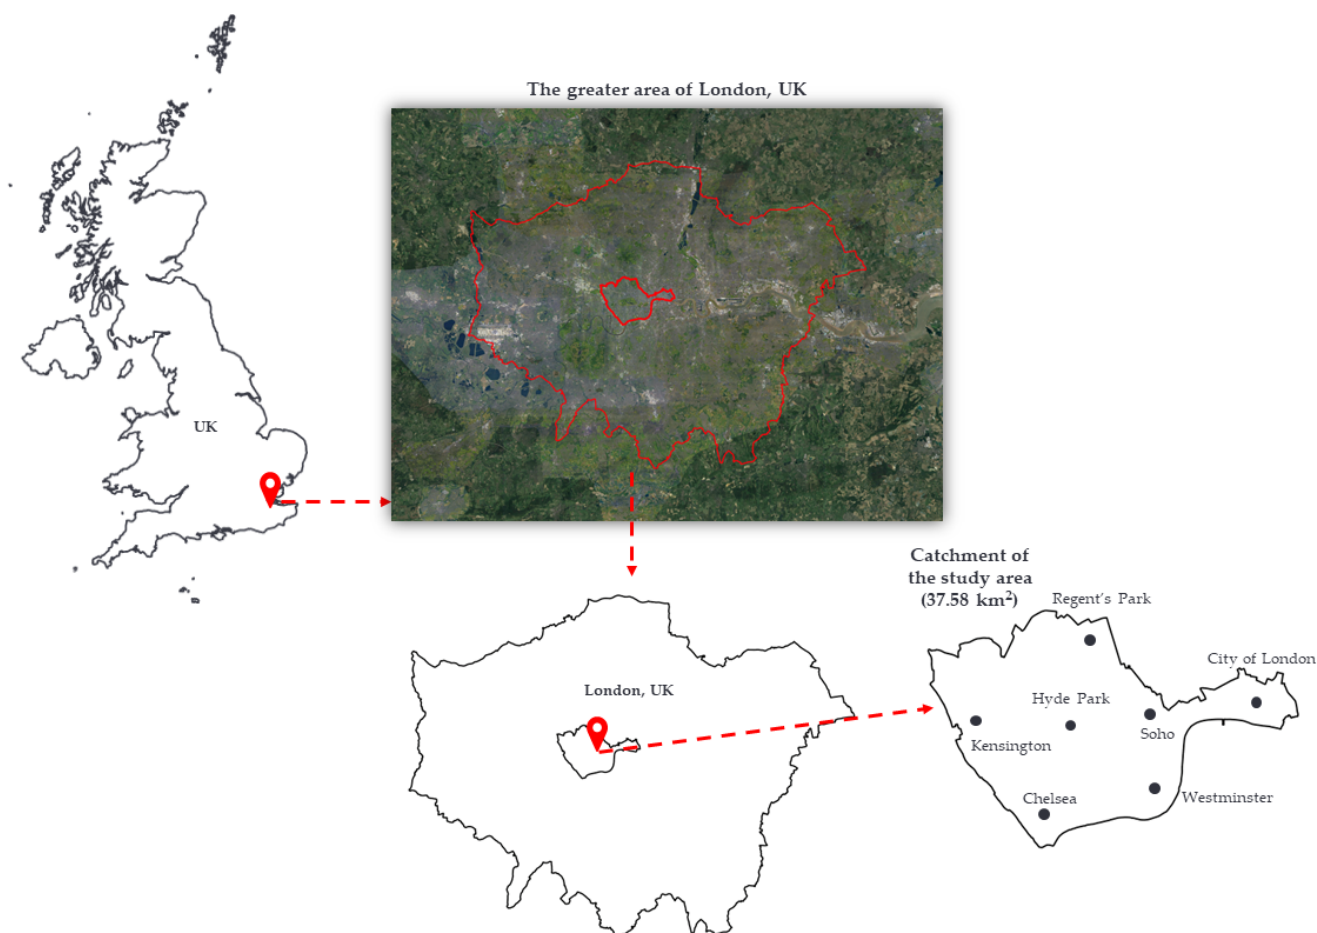 The greater area of London, UK
UK
Catchment of
the study area
(37.58 km²)
Regent's Park
City of London
London, UK
Hyde Park
Soho
Kensington
Chelsea
Westminster